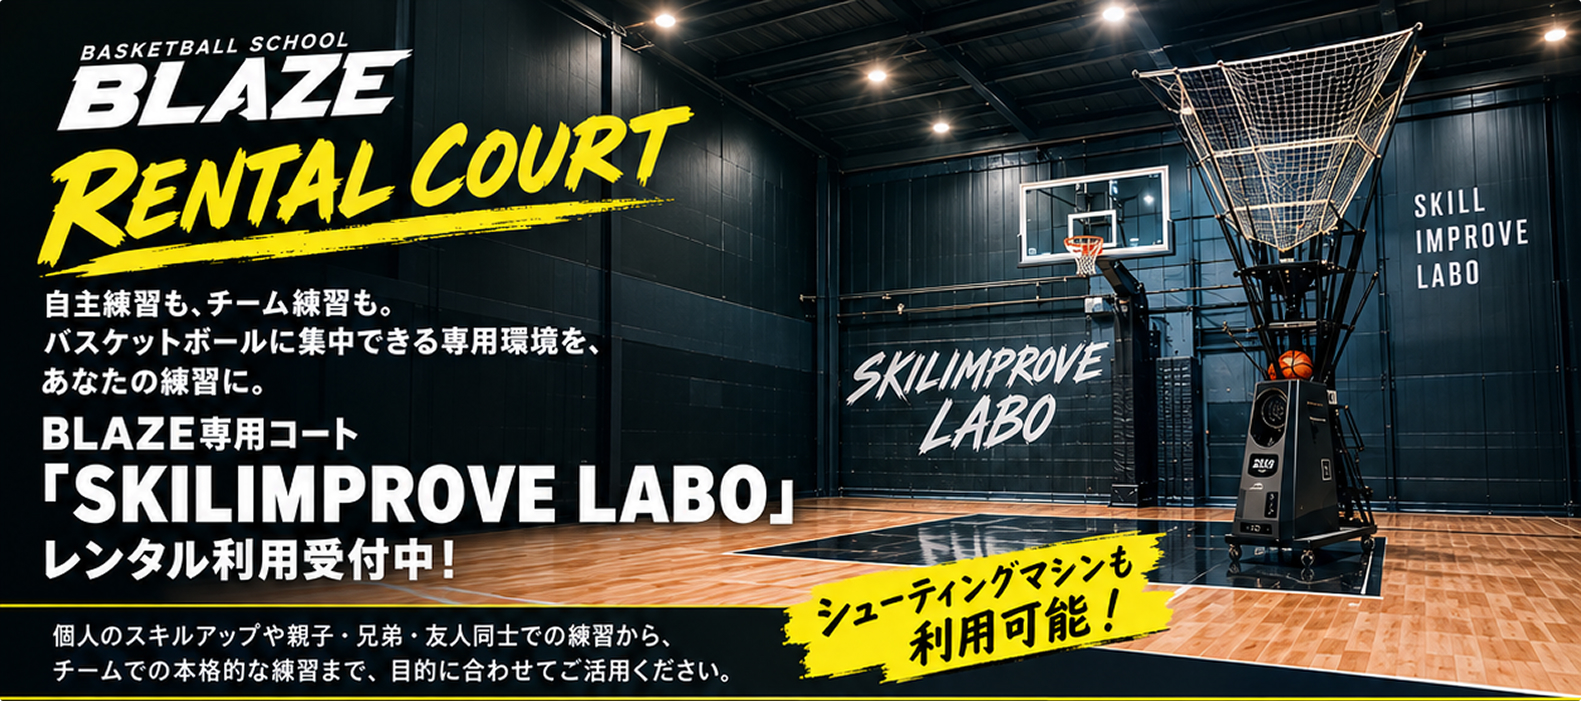 BASKETBALL SCHOOL
BLAZE
RENTAL COURT
自主練習も、チーム練習も。
バスケットボールに集中できる専用環境を、
あなたの練習に。
BLAZE専用コート
「SKILIMPROVE LABO」
レンタル利用受付中！
個人のスキルアップや親子・兄弟・友人同士での練習から、
チームでの本格的な練習まで、目的に合わせてご活用ください。
シューティングマシンも
利用可能！
SKILIMPROVE
LABO
SKILL
IMPROVE
LABO